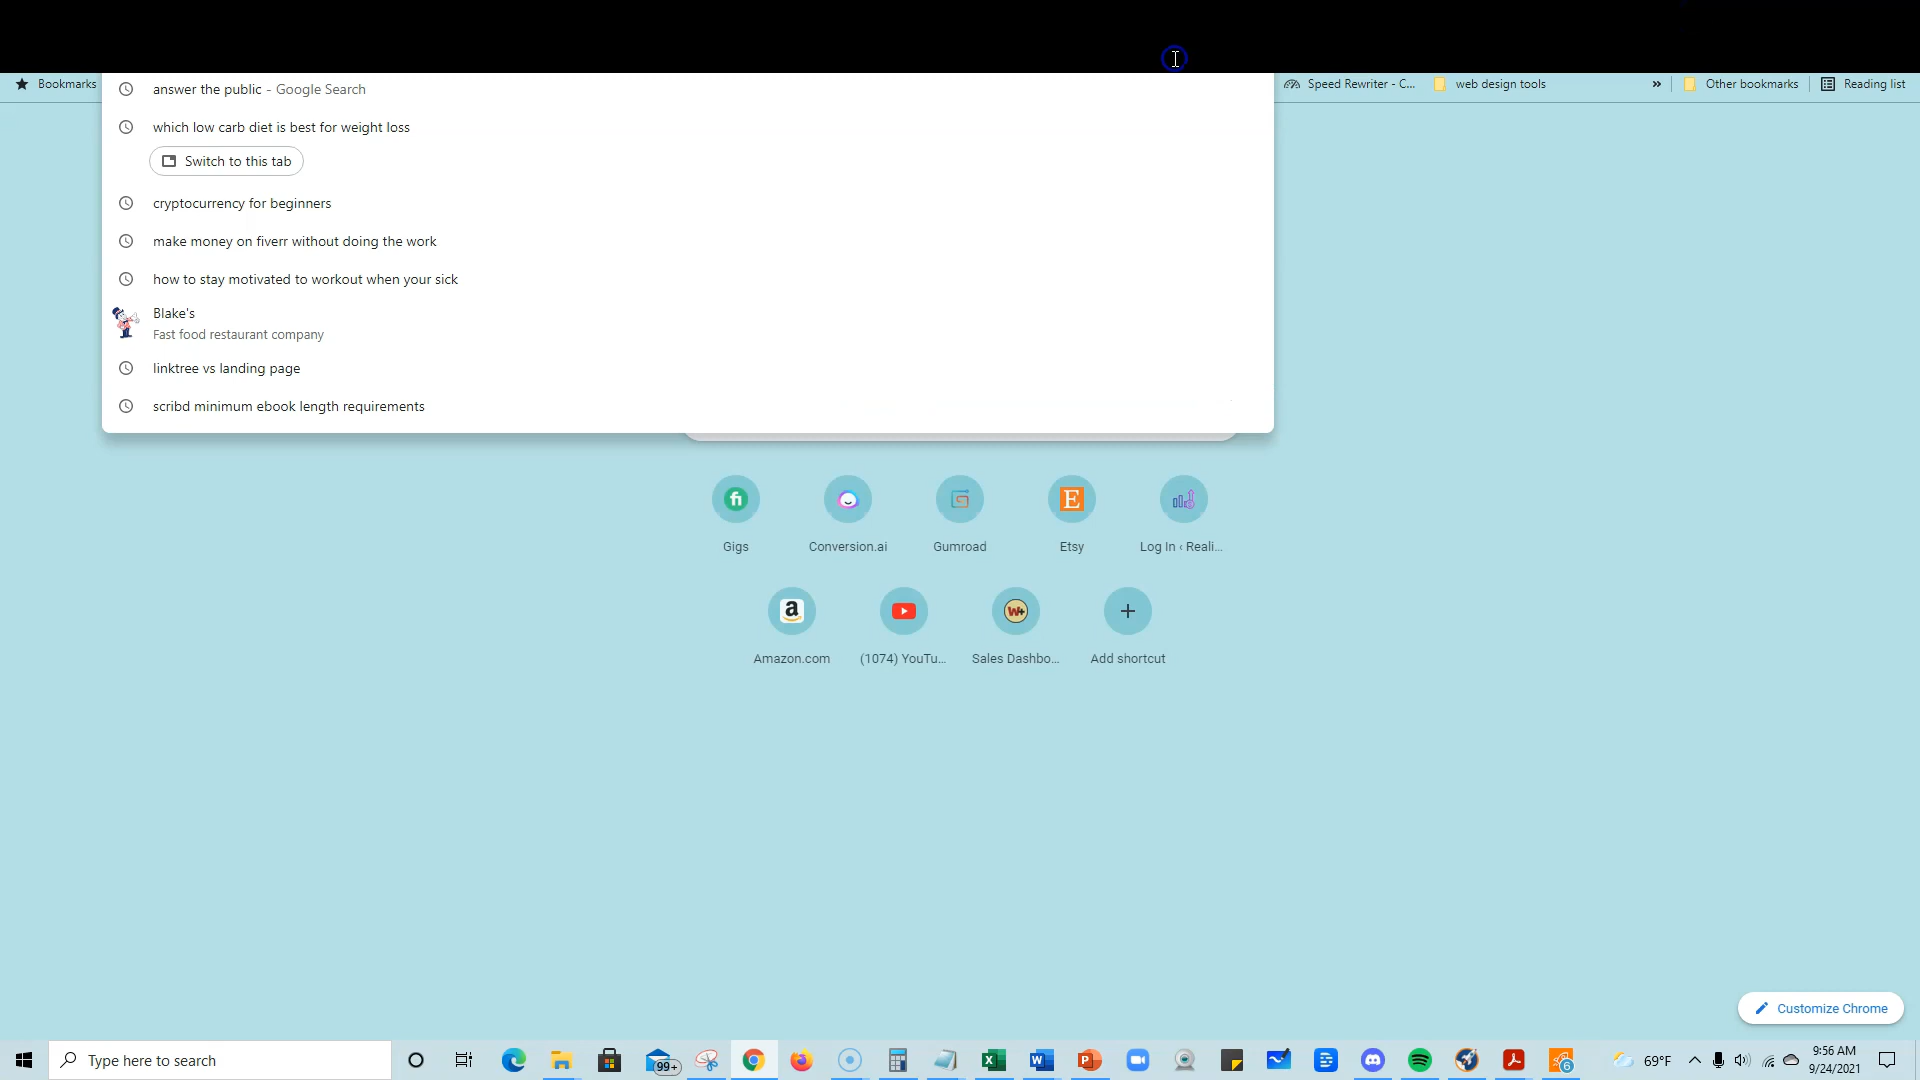 Bookmarks
answer the public - Google Search
Speed Rewriter - C...
web design tools
»
Other bookmarks
Reading list
which low carb diet is best for weight loss
Switch to this tab
cryptocurrency for beginners
make money on fiverr without doing the work
how to stay motivated to workout when your sick
Blake's
Fast food restaurant company
linktree vs landing page
scribd minimum ebook length requirements
Gigs
Conversion.ai
Gumroad
Etsy
Log In ‹ Reali...
Amazon.com
(1074) YouTu...
Sales Dashbo...
Add shortcut
Customize Chrome
Type here to search
99+
6
69°F
9:56 AM
9/24/2021